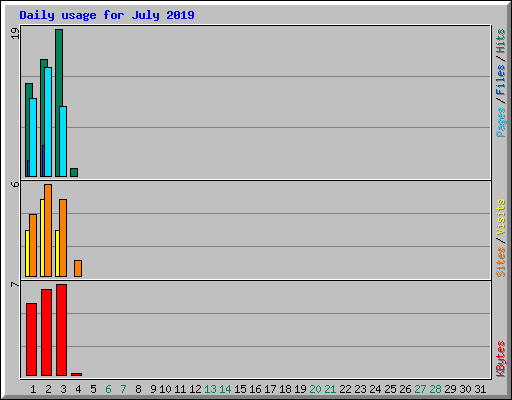 Daily usage for July 2019
19
6
7
Pages / Files / Hits
Sites / Visits
KBytes
1 2 3 4 5 6 7 8 9 10 11 12 13 14 15 16 17 18 19 20 21 22 23 24 25 26 27 28 29 30 31